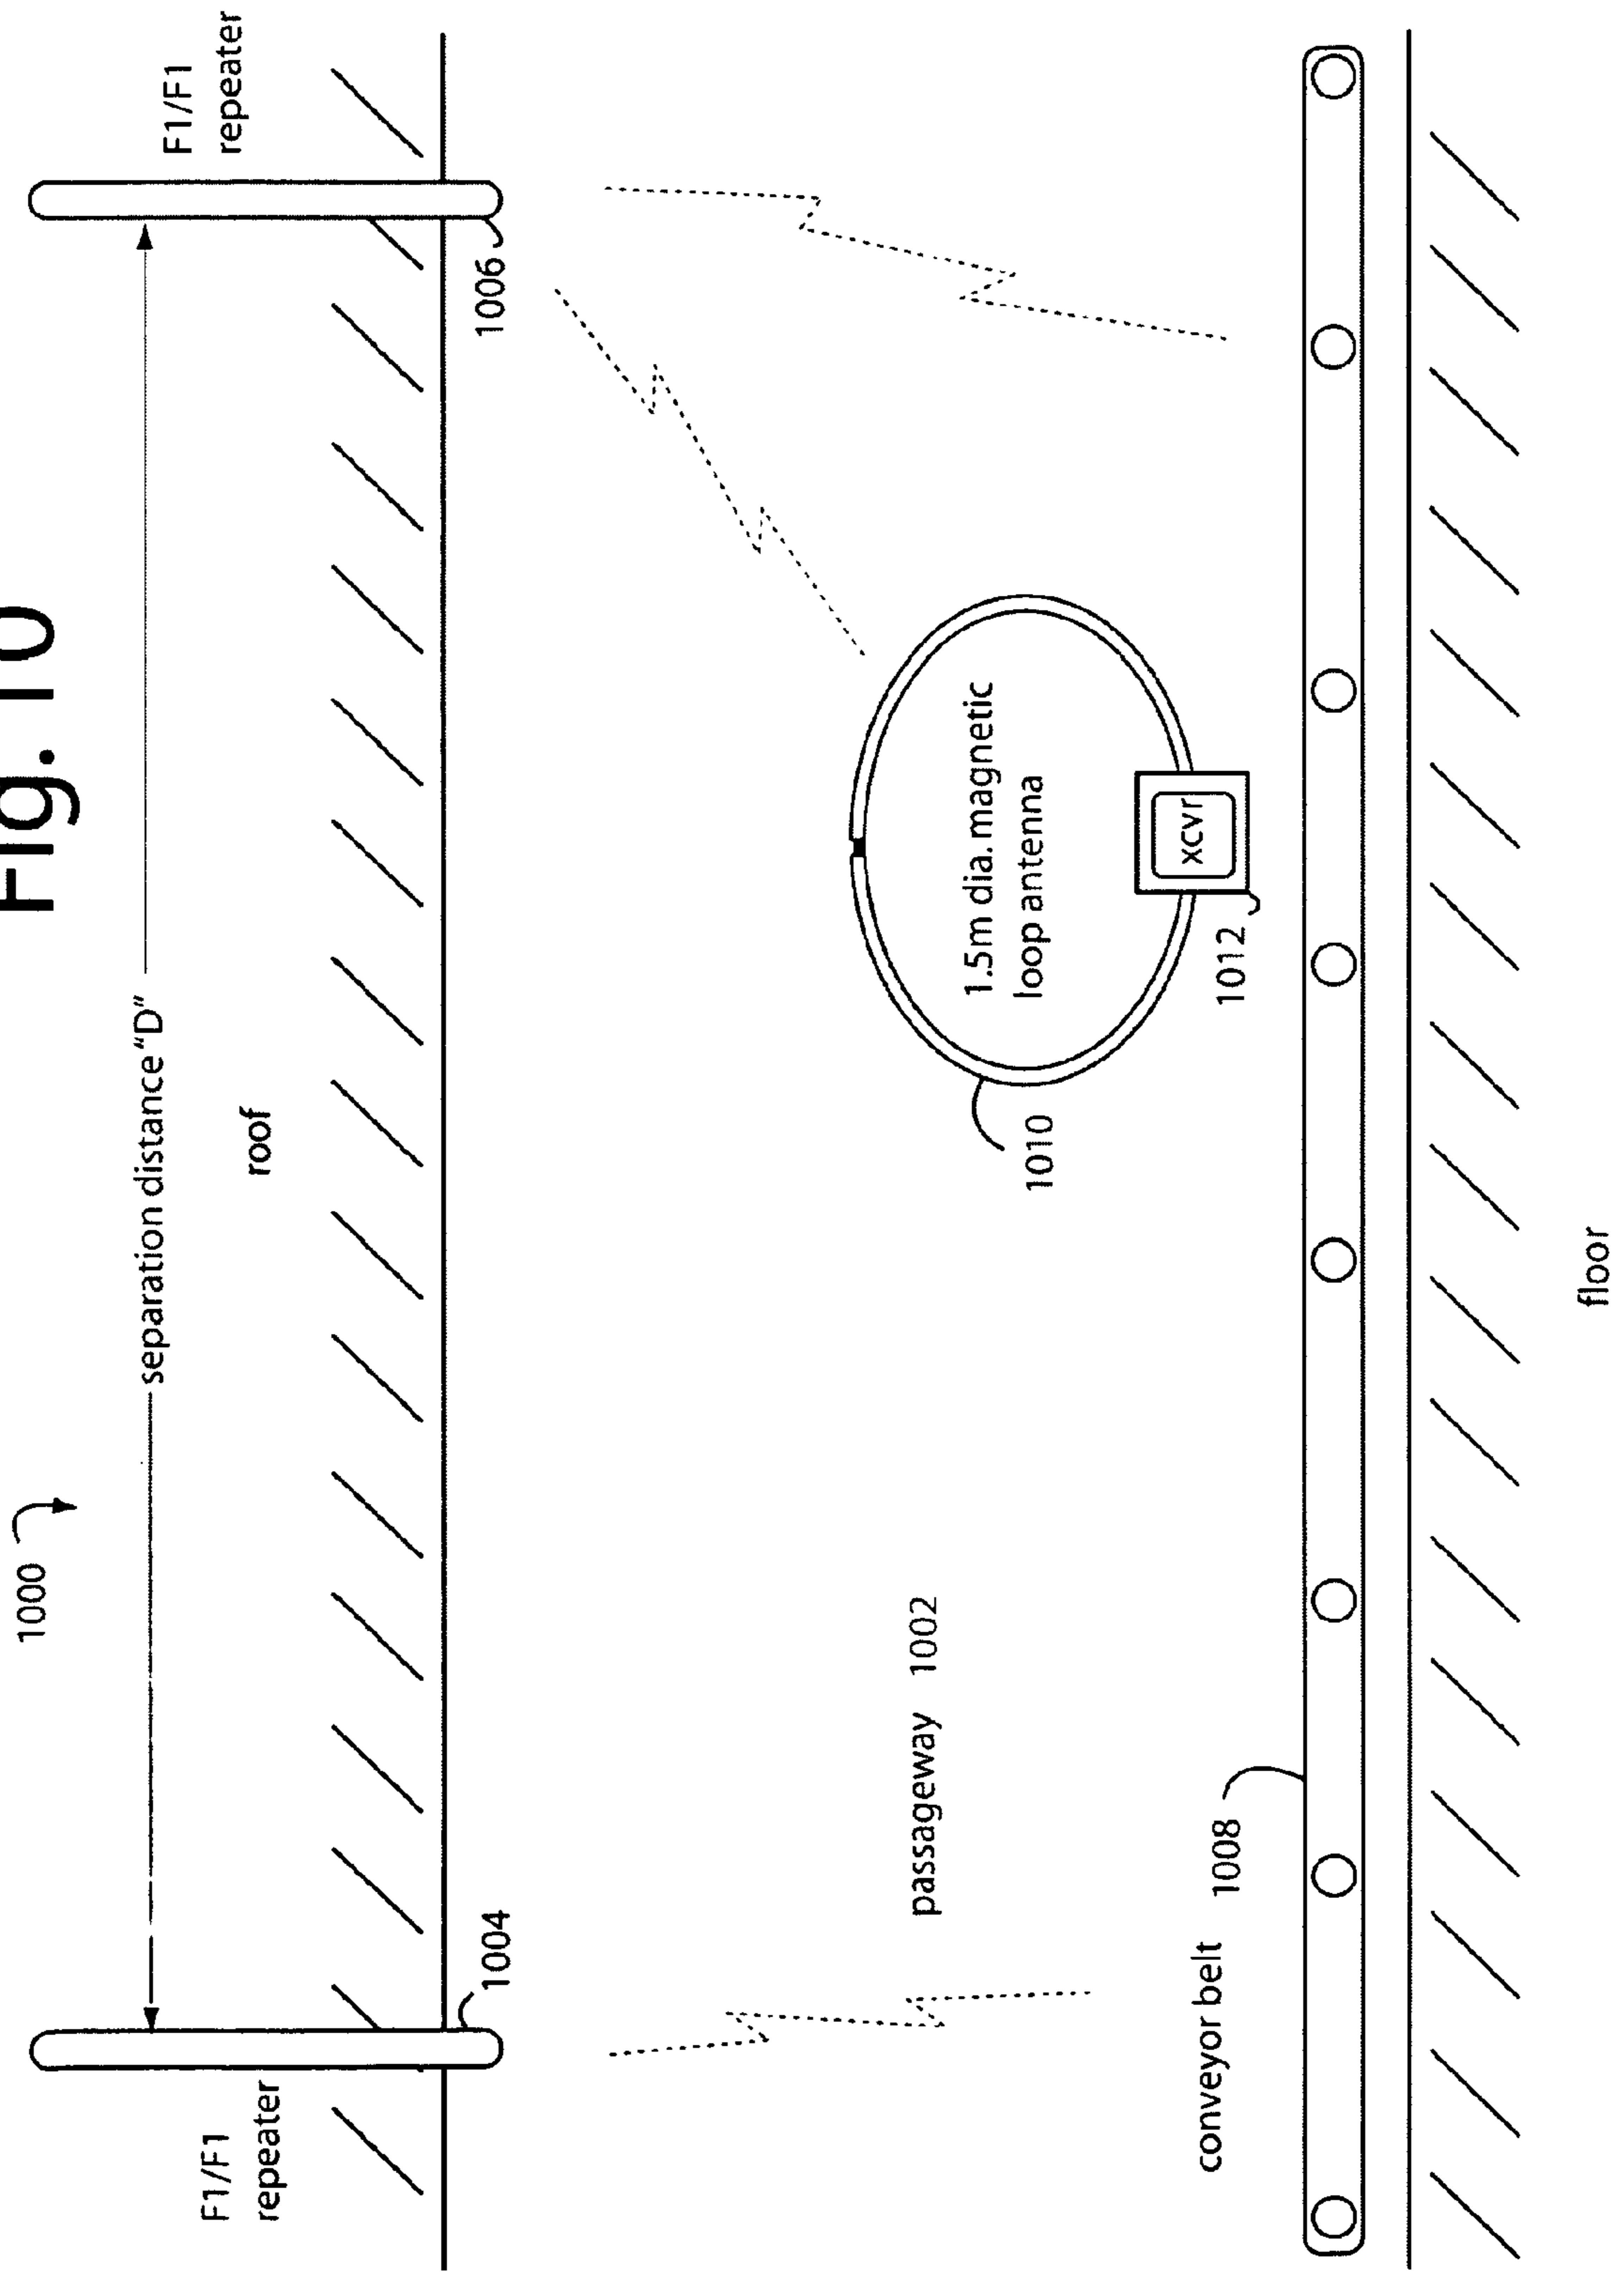 Fig. 10
1000
separation distance "D"
F1/F1
repeater
F1/F1
repeater
roof
1004
1006
passageway 1002
1.5m dia. magnetic
loop antenna
1010
xcvr
1012
conveyor belt 1008
floor